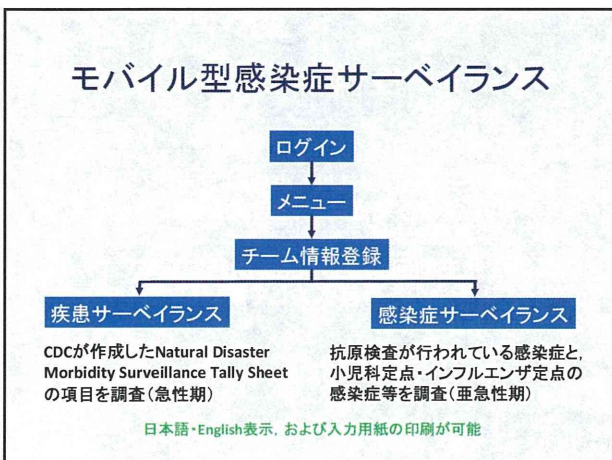 モバイル型感染症サーベイランス
ログイン
メニュー
チーム情報登録
疾患サーベイランス
CDCが作成したNatural Disaster
Morbidity Surveillance Tally Sheet
の項目を調査(急性期)
感染症サーベイランス
抗原検査が行われている感染症と,
小児科定点・インフルエンザ定点の
感染症等を調査(亜急性期)
日本語・English表示, および入力用紙の印刷が可能